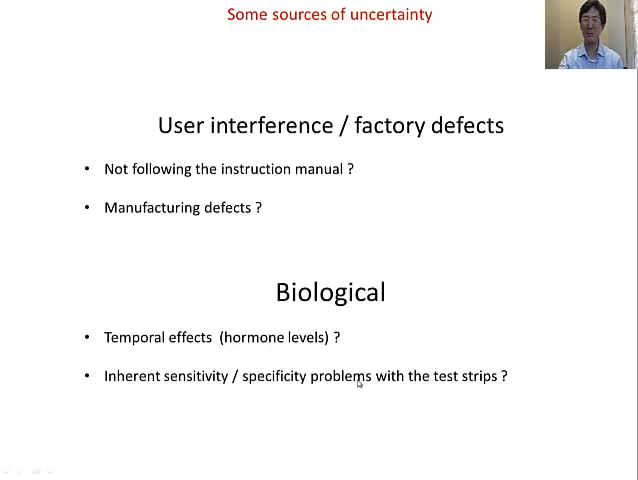 Some sources of uncertainty
User interference / factory defects
• Not following the instruction manual ?
• Manufacturing defects ?
Biological
• Temporal effects (hormone levels) ?
• Inherent sensitivity / specificity problems with the test strips ?